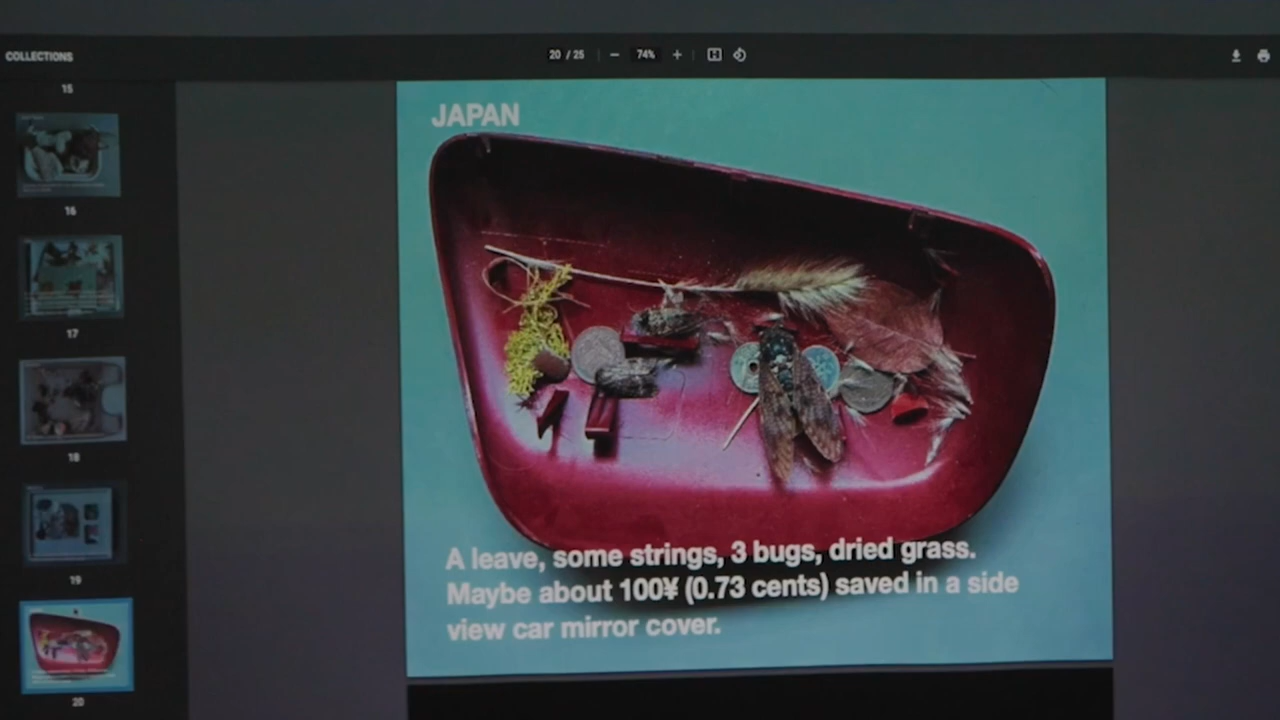 COLLECTIONS
20 / 25
74%
15
16
17
18
19
20
JAPAN
A leave, some strings, 3 bugs, dried grass.
Maybe about 100¥ (0.73 cents) saved in a side
view car mirror cover.